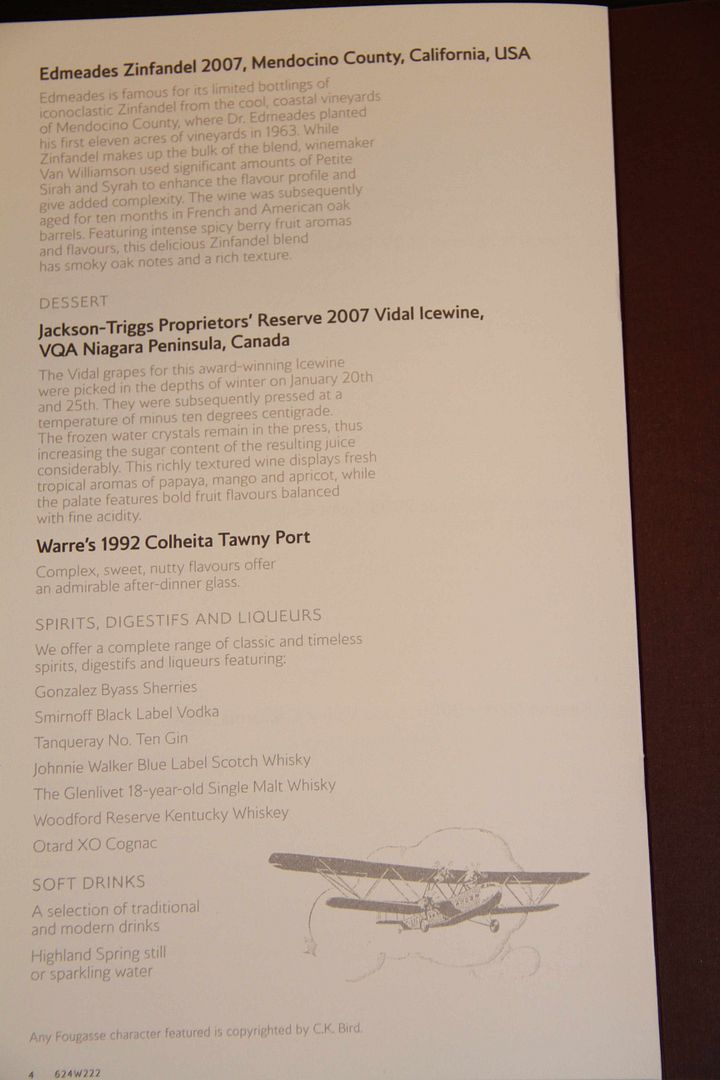 Edmeades Zinfandel 2007, Mendocino County, California, USA
Edmeades is famous for its limited bottlings of
iconoclastic Zinfandel from the cool, coastal vineyards
of Mendocino County, where Dr. Edmeades planted
his first eleven acres of vineyards in 1963. While
Zinfandel makes up the bulk of the blend, winemaker
Van Williamson used significant amounts of Petite
Sirah and Syrah to enhance the flavour profile and
give added complexity. The wine was subsequently
aged for ten months in French and American oak
barrels. Featuring intense spicy berry fruit aromas
and flavours, this delicious Zinfandel blend
has smoky oak notes and a rich texture.
DESSERT
Jackson-Triggs Proprietors' Reserve 2007 Vidal Icewine,
VQA Niagara Peninsula, Canada
The Vidal grapes for this award-winning Icewine
were picked in the depths of winter on January 20th
and 25th. They were subsequently pressed at a
temperature of minus ten degrees centigrade.
The frozen water crystals remain in the press, thus
increasing the sugar content of the resulting juice
considerably. This richly textured wine displays fresh
tropical aromas of papaya, mango and apricot, while
the palate features bold fruit flavours balanced
with fine acidity.
Warre's 1992 Colheita Tawny Port
Complex, sweet, nutty flavours offer
an admirable after-dinner glass.
SPIRITS, DIGESTIFS AND LIQUEURS
We offer a complete range of classic and timeless
spirits, digestifs and liqueurs featuring:
Gonzalez Byass Sherries
Smirnoff Black Label Vodka
Tanqueray No. Ten Gin
Johnnie Walker Blue Label Scotch Whisky
The Glenlivet 18-year-old Single Malt Whisky
Woodford Reserve Kentucky Whiskey
Otard XO Cognac
SOFT DRINKS
A selection of traditional
and modern drinks
Highland Spring still
or sparkling water
Any Fougasse character featured is copyrighted by C.K. Bird.
4 624W222